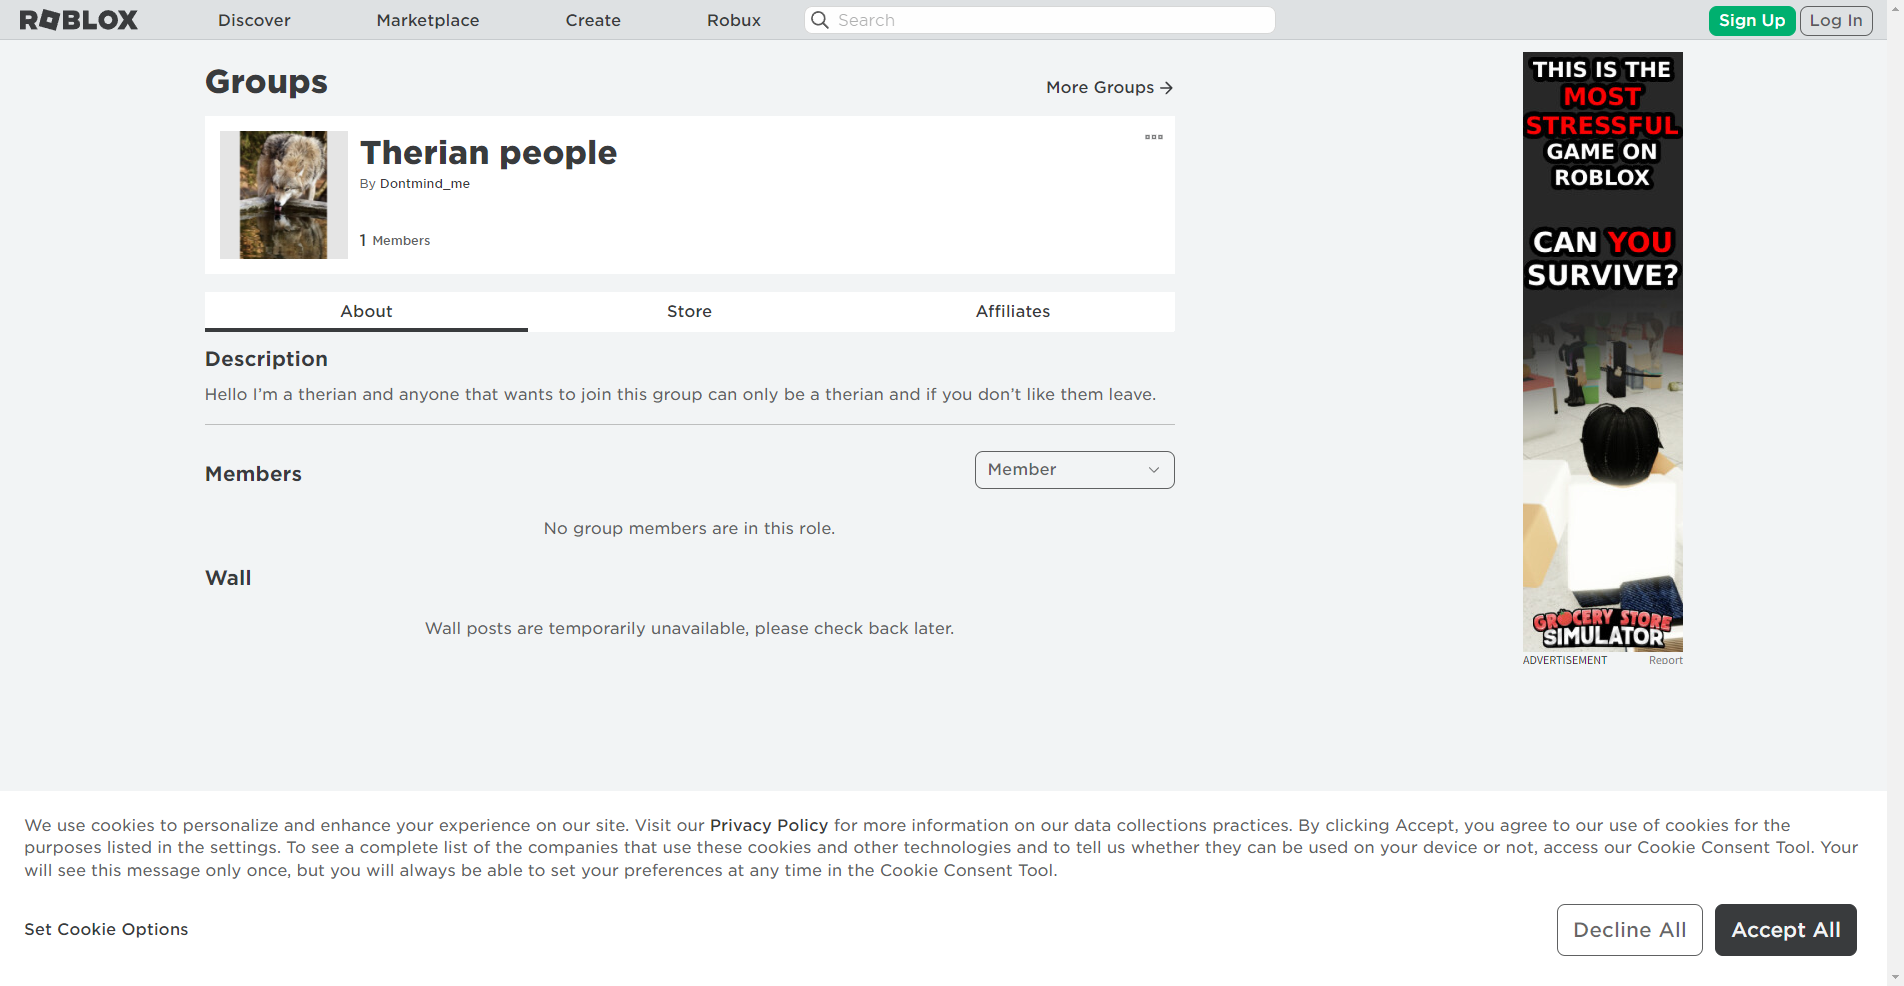 ROBLOX Discover Marketplace Create Robux Search Sign Up Log In
Groups
More Groups
Therian people
By Dontmind_me
1 Members
About Store Affiliates
Description
Hello I’m a therian and anyone that wants to join this group can only be a therian and if you don’t like them leave.
Members
Member
No group members are in this role.
Wall
Wall posts are temporarily unavailable, please check back later.
THIS IS THE
MOST
STRESSFUL
GAME ON
ROBLOX
CAN YOU
SURVIVE?
GROCERY STORE
SIMULATOR
ADVERTISEMENT Report
We use cookies to personalize and enhance your experience on our site. Visit our Privacy Policy for more information on our data collections practices. By clicking Accept, you agree to our use of cookies for the
purposes listed in the settings. To see a complete list of the companies that use these cookies and other technologies and to tell us whether they can be used on your device or not, access our Cookie Consent Tool. Your
will see this message only once, but you will always be able to set your preferences at any time in the Cookie Consent Tool.
Set Cookie Options
Decline All
Accept All